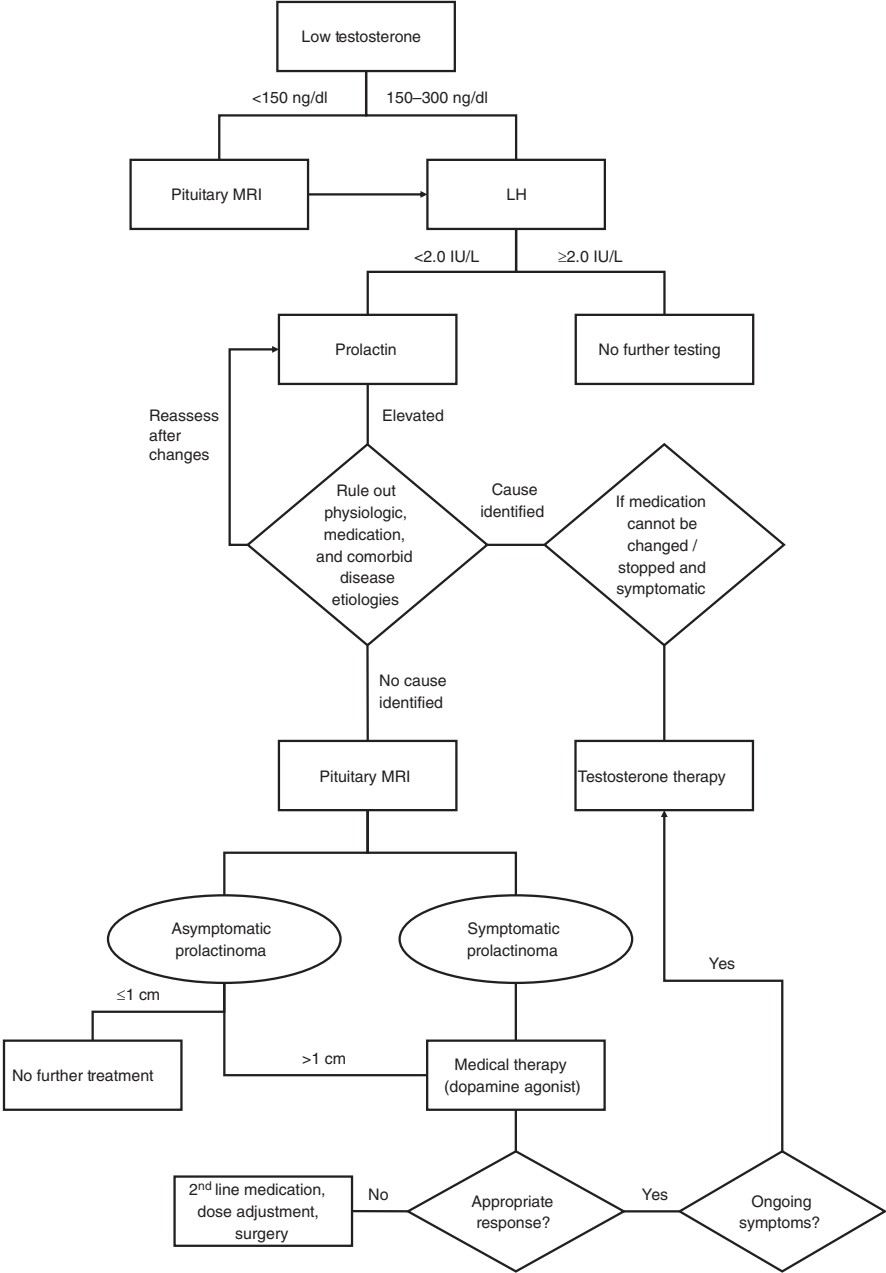 Low testosterone
<150 ng/dl
150–300 ng/dl
Pituitary MRI
LH
<2.0 IU/L
≥2.0 IU/L
Prolactin
No further testing
Reassess
after
changes
Elevated
Rule out
physiologic,
medication,
and comorbid
disease
etiologies
Cause
identified
If medication
cannot be
changed /
stopped and
symptomatic
No cause
identified
Pituitary MRI
Testosterone therapy
Asymptomatic
prolactinoma
Symptomatic
prolactinoma
Yes
≤1 cm
>1 cm
No further treatment
Medical therapy
(dopamine agonist)
2nd line medication,
dose adjustment,
surgery
No
Appropriate
response?
Yes
Ongoing
symptoms?